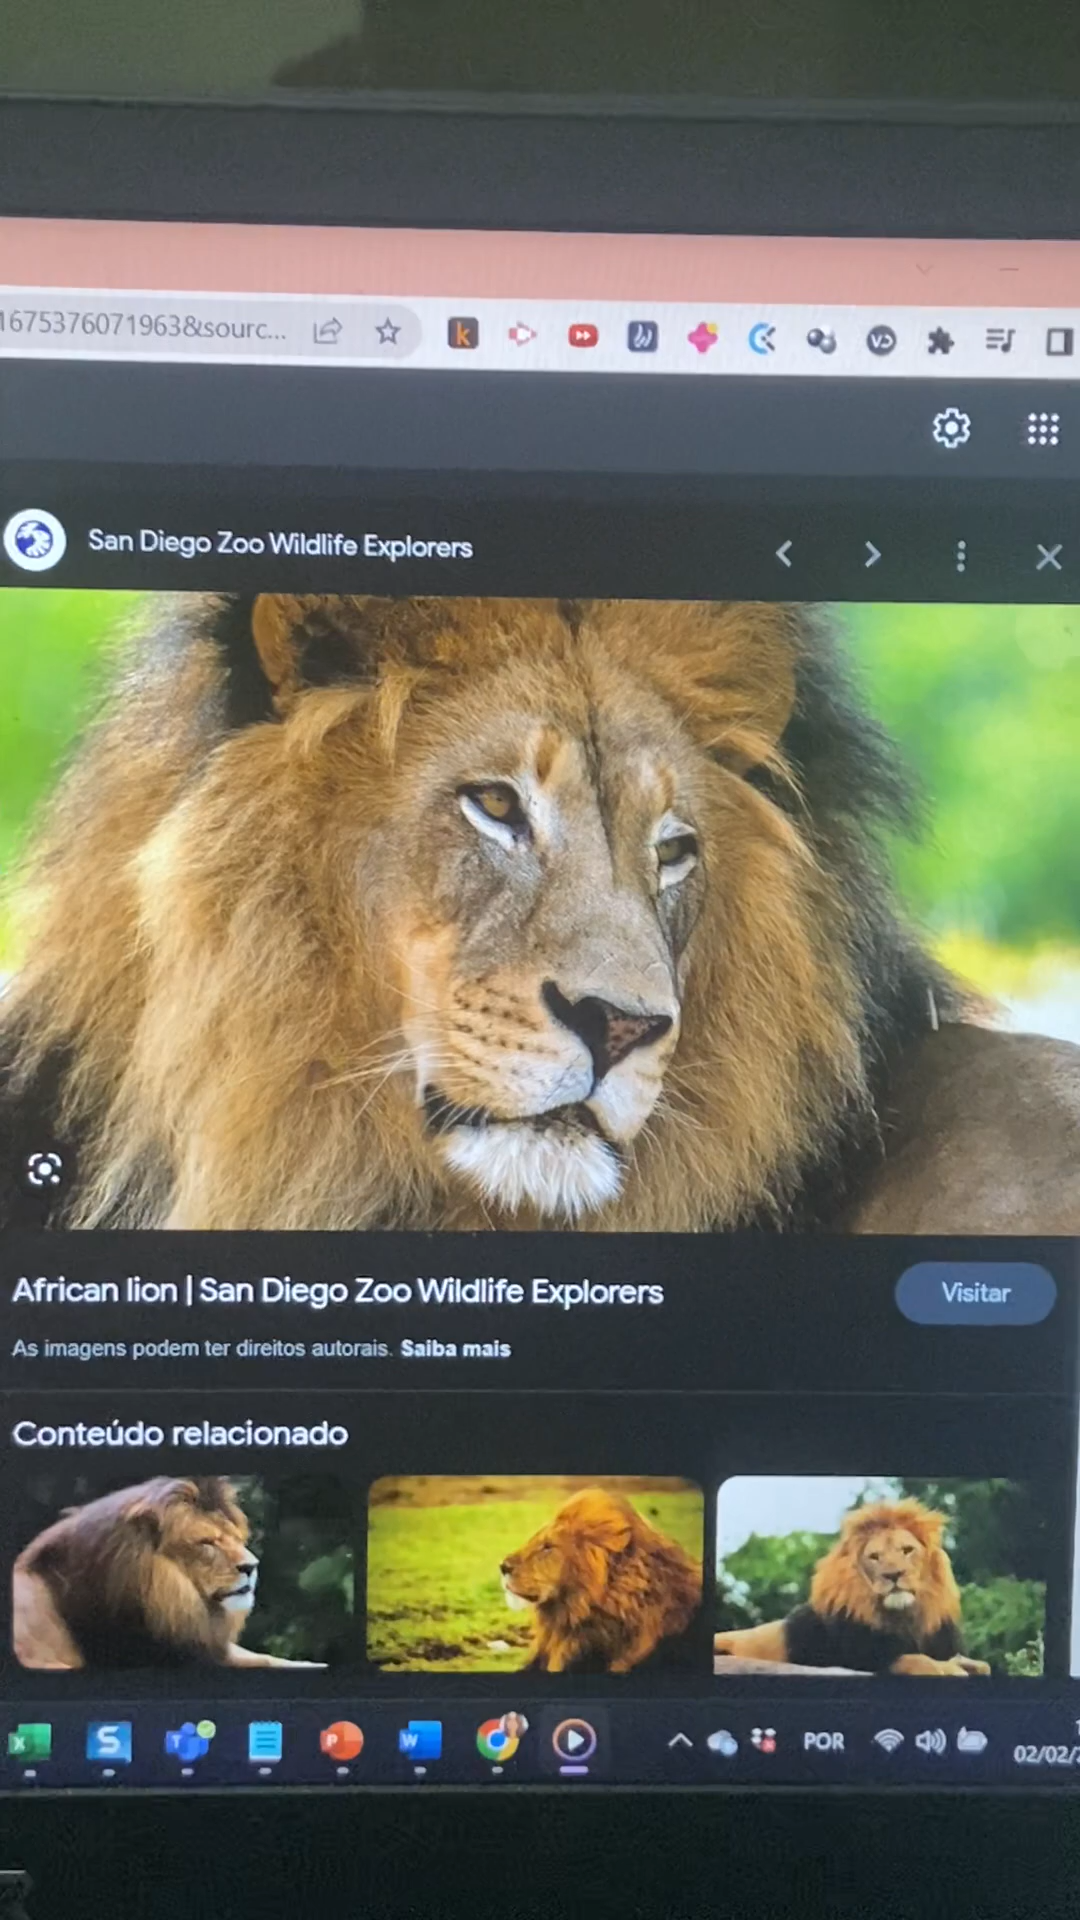 1675376071963&sourc...
San Diego Zoo Wildlife Explorers
African lion | San Diego Zoo Wildlife Explorers
Visitar
As imagens podem ter direitos autorais. Saiba mais
Conteúdo relacionado
POR
02/02/